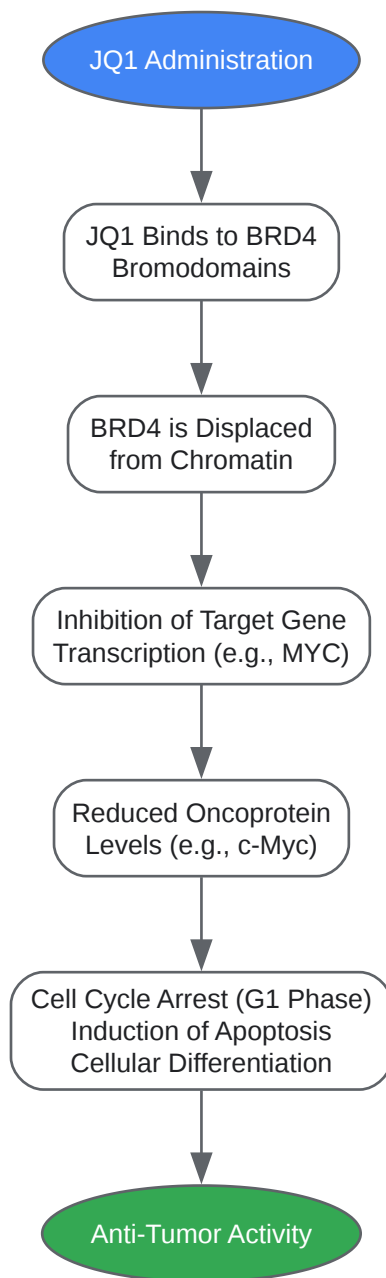 JQ1 Administration
JQ1 Binds to BRD4
Bromodomains
BRD4 is Displaced
from Chromatin
Inhibition of Target Gene
Transcription (e.g., MYC)
Reduced Oncoprotein
Levels (e.g., c-Myc)
Cell Cycle Arrest (G1 Phase)
Induction of Apoptosis
Cellular Differentiation
Anti-Tumor Activity